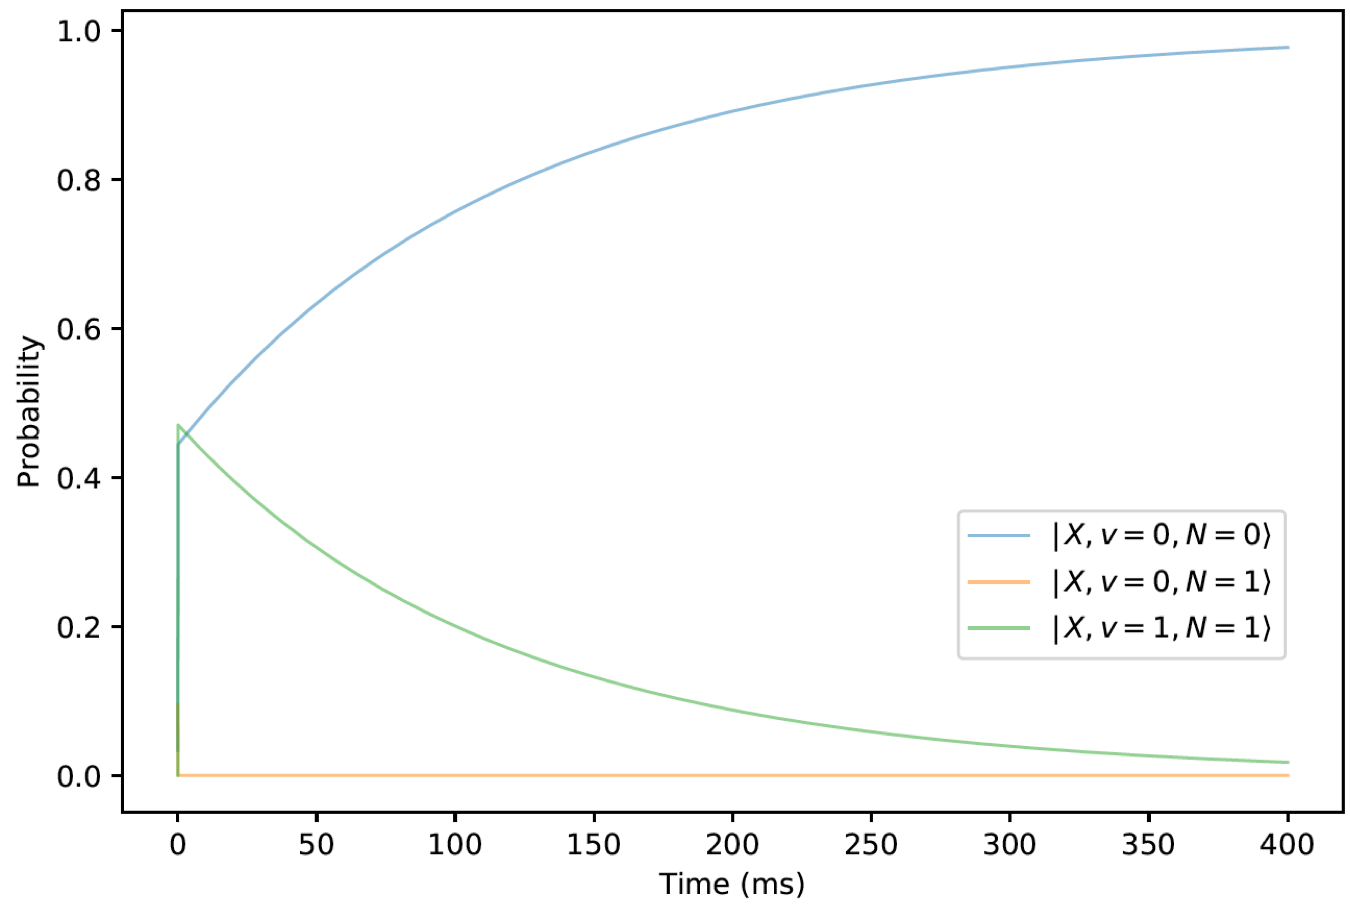 1.0
0.8
0.6
0.4
0.2
0.0
Probability
|X, v = 0, N = 0⟩
|X, v = 0, N = 1⟩
|X, v = 1, N = 1⟩
0 50 100 150 200 250 300 350 400
Time (ms)